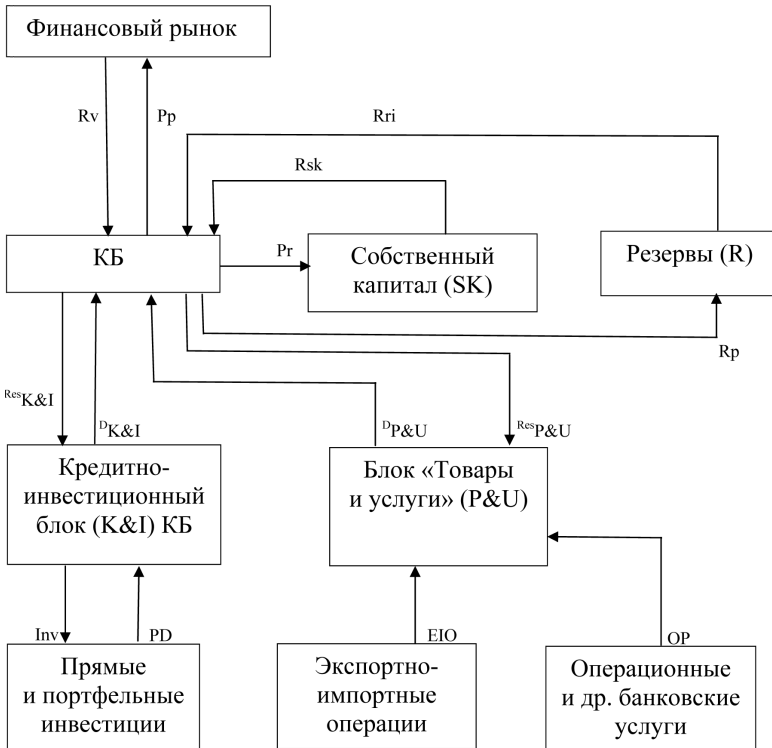 Финансовый рынок
Rv
Pp
Rri
Rsk
КБ
Pr
Собственный
капитал (SK)
Резервы (R)
Rp
ResK&I
DK&I
DP&U
ResP&U
Кредитно-
инвестиционный
блок (K&I) КБ
Блок «Товары
и услуги» (P&U)
Inv
PD
EIO
OP
Прямые
и портфельные
инвестиции
Экспортно-
импортные
операции
Операционные
и др. банковские
услуги